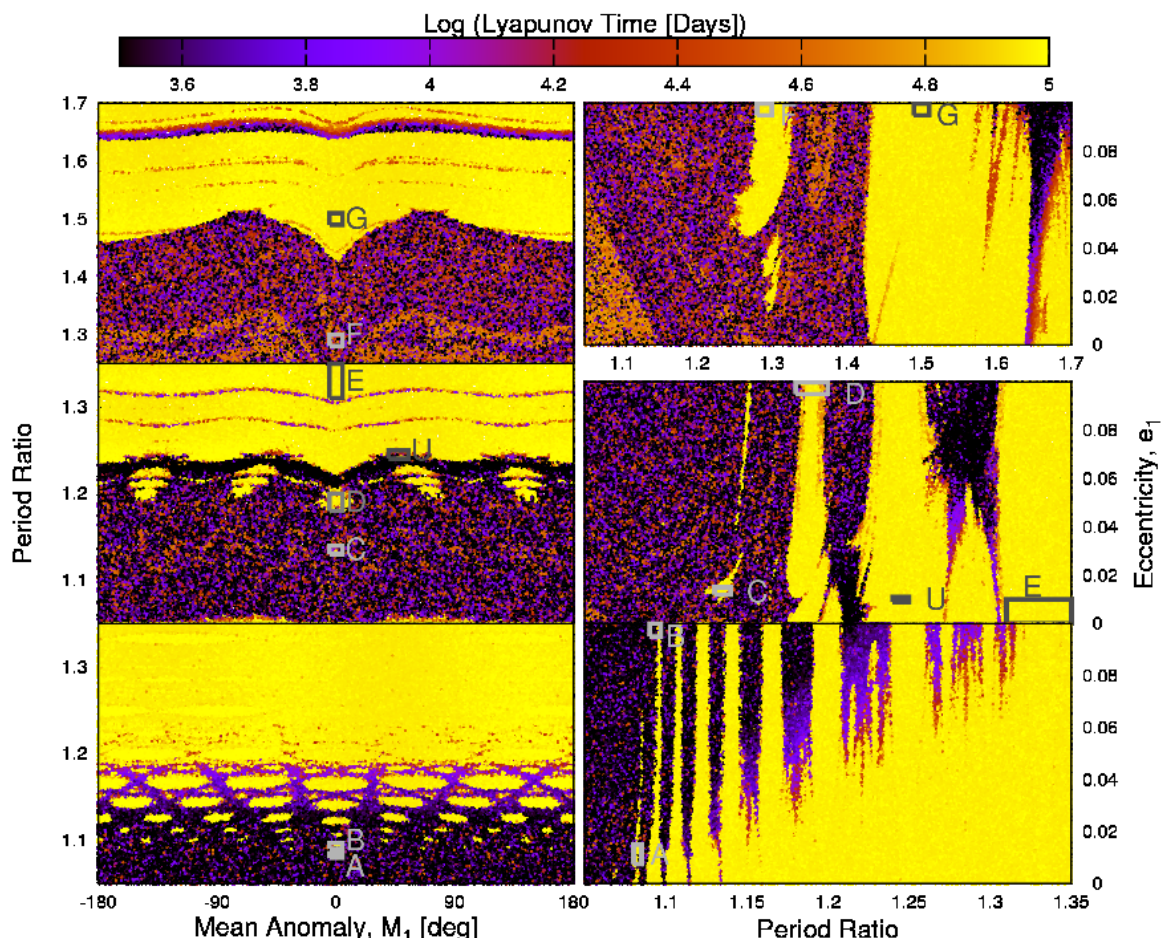 Log (Lyapunov Time [Days])
3.6 3.8 4 4.2 4.4 4.6 4.8 5
1.7
1.6
1.5
1.4
1.3
G
F
1.3
1.2
1.1
E
U
D
C
1.3
1.2
1.1
B
A
Period Ratio
-180 -90 0 90 180
Mean Anomaly, M1 [deg]
F
G
0.08
0.06
0.04
0.02
0
1.1 1.2 1.3 1.4 1.5 1.6 1.7
D
C
U
E
0.08
0.06
0.04
0.02
0
B
A
0.08
0.06
0.04
0.02
0
Eccentricity, e1
1.1 1.15 1.2 1.25 1.3 1.35
Period Ratio